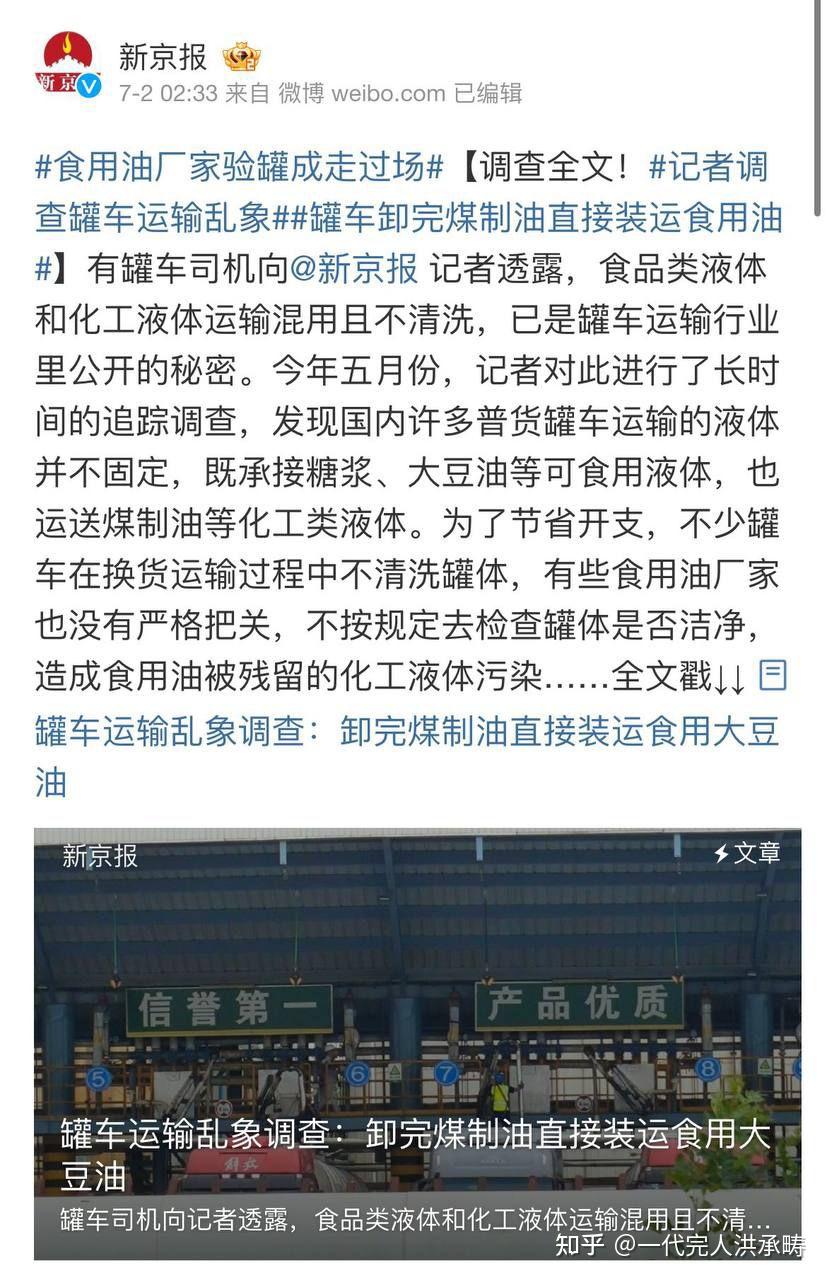 新京报
新京
7-2 02:33 来自 微博 weibo.com 已编辑
#食用油厂家验罐成走过场#【调查全文！#记者调
查罐车运输乱象##罐车卸完煤制油直接装运食用油
#】有罐车司机向@新京报 记者透露，食品类液体
和化工液体运输混用且不清洗，已是罐车运输行业
里公开的秘密。今年五月份，记者对此进行了长时
间的追踪调查，发现国内许多普货罐车运输的液体
并不固定，既承接糖浆、大豆油等可食用液体，也
运送煤制油等化工类液体。为了节省开支，不少罐
车在换货运输过程中不清洗罐体，有些食用油厂家
也没有严格把关，不按规定去检查罐体是否洁净，
造成食用油被残留的化工液体污染……全文戳↓↓
罐车运输乱象调查：卸完煤制油直接装运食用大豆
油
新京报
文章
信誉第一
产品优质
5
6
7
8
解放
罐车运输乱象调查：卸完煤制油直接装运食用大
豆油
罐车司机向记者透露，食品类液体和化工液体运输混用且不清...
知乎 @一代完人洪承畴